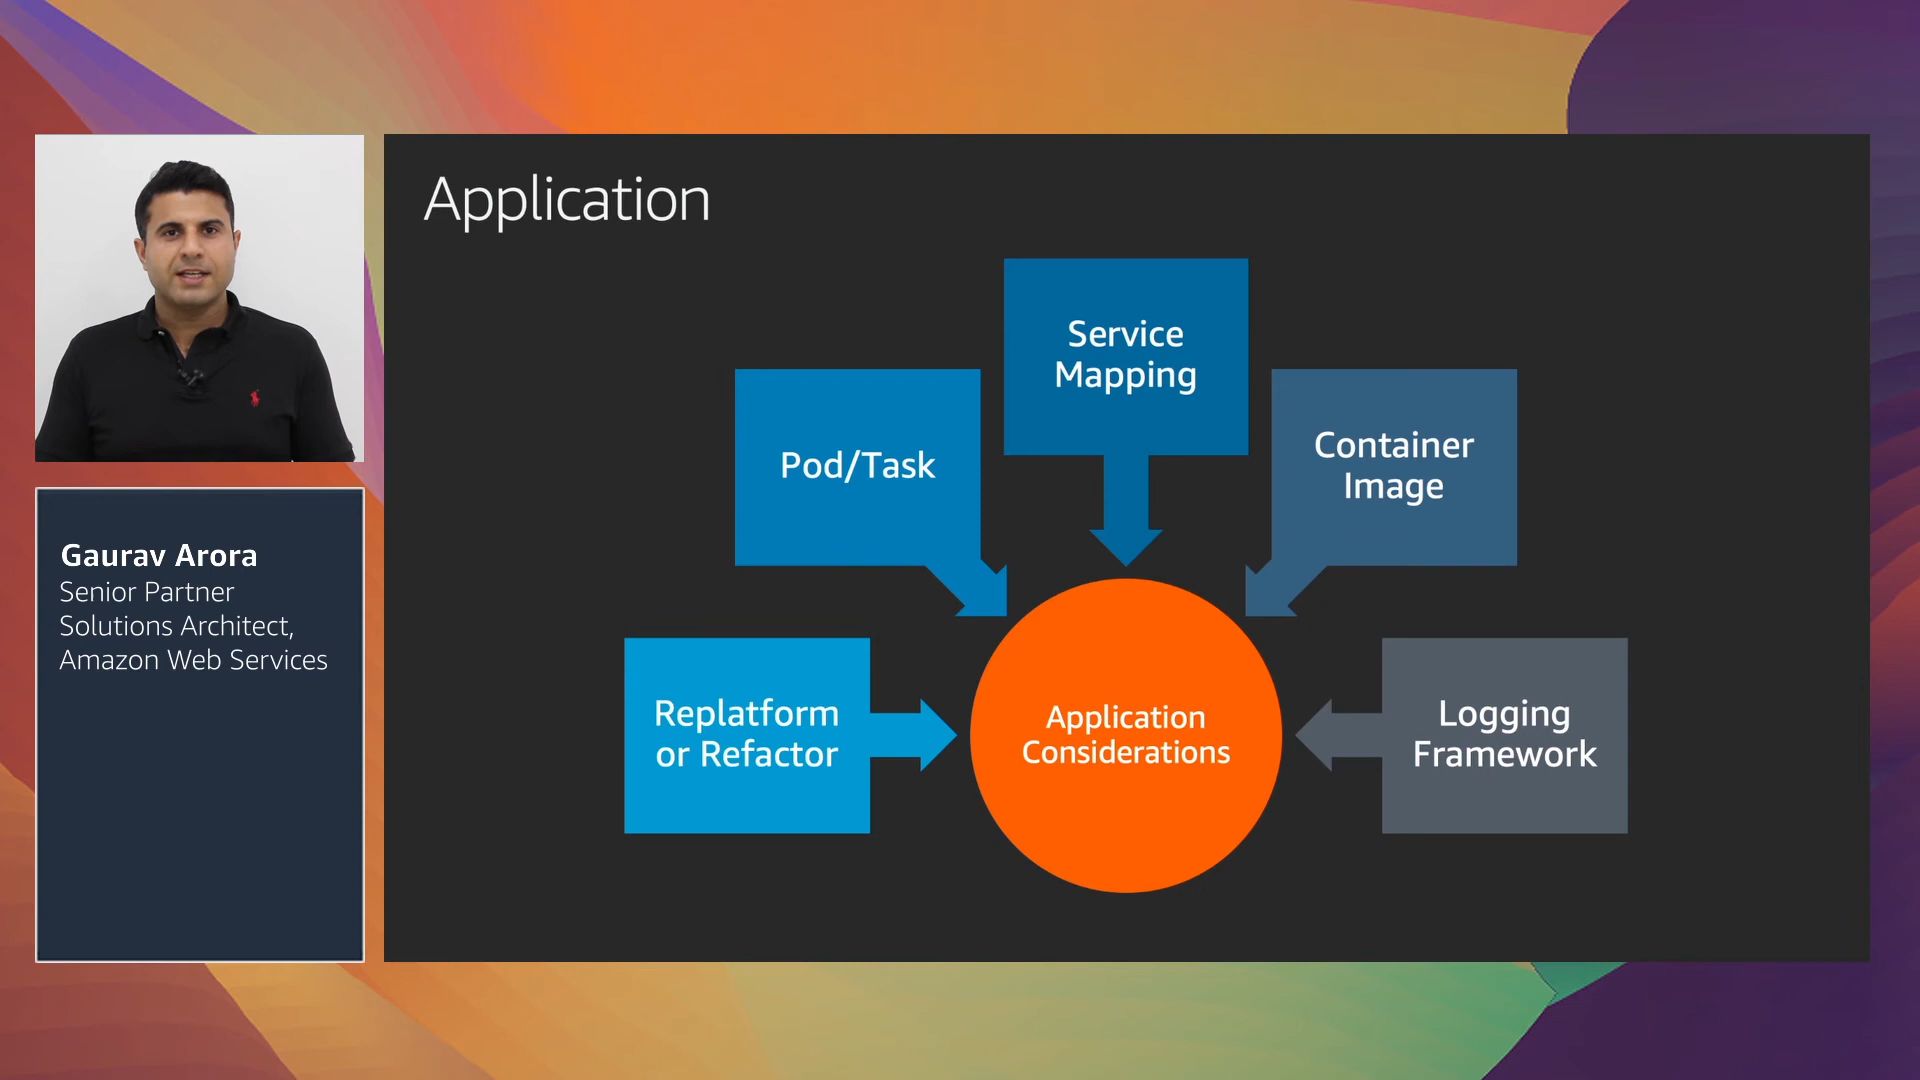 Application
Service
Mapping
Pod/Task
Container
Image
Replatform
or Refactor
Application
Considerations
Logging
Framework
Gaurav Arora
Senior Partner
Solutions Architect,
Amazon Web Services